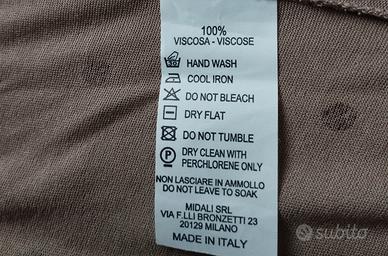 100%
VISCOSA - VISCOSE
HAND WASH
COOL IRON
DO NOT BLEACH
DRY FLAT
DO NOT TUMBLE
DRY CLEAN WITH
PERCHLORENE ONLY
NON LASCIARE IN AMMOLLO
DO NOT LEAVE TO SOAK
MIDALI SRL
VIA F.LLI BRONZETTI 23
20129 MILANO
MADE IN ITALY
subito